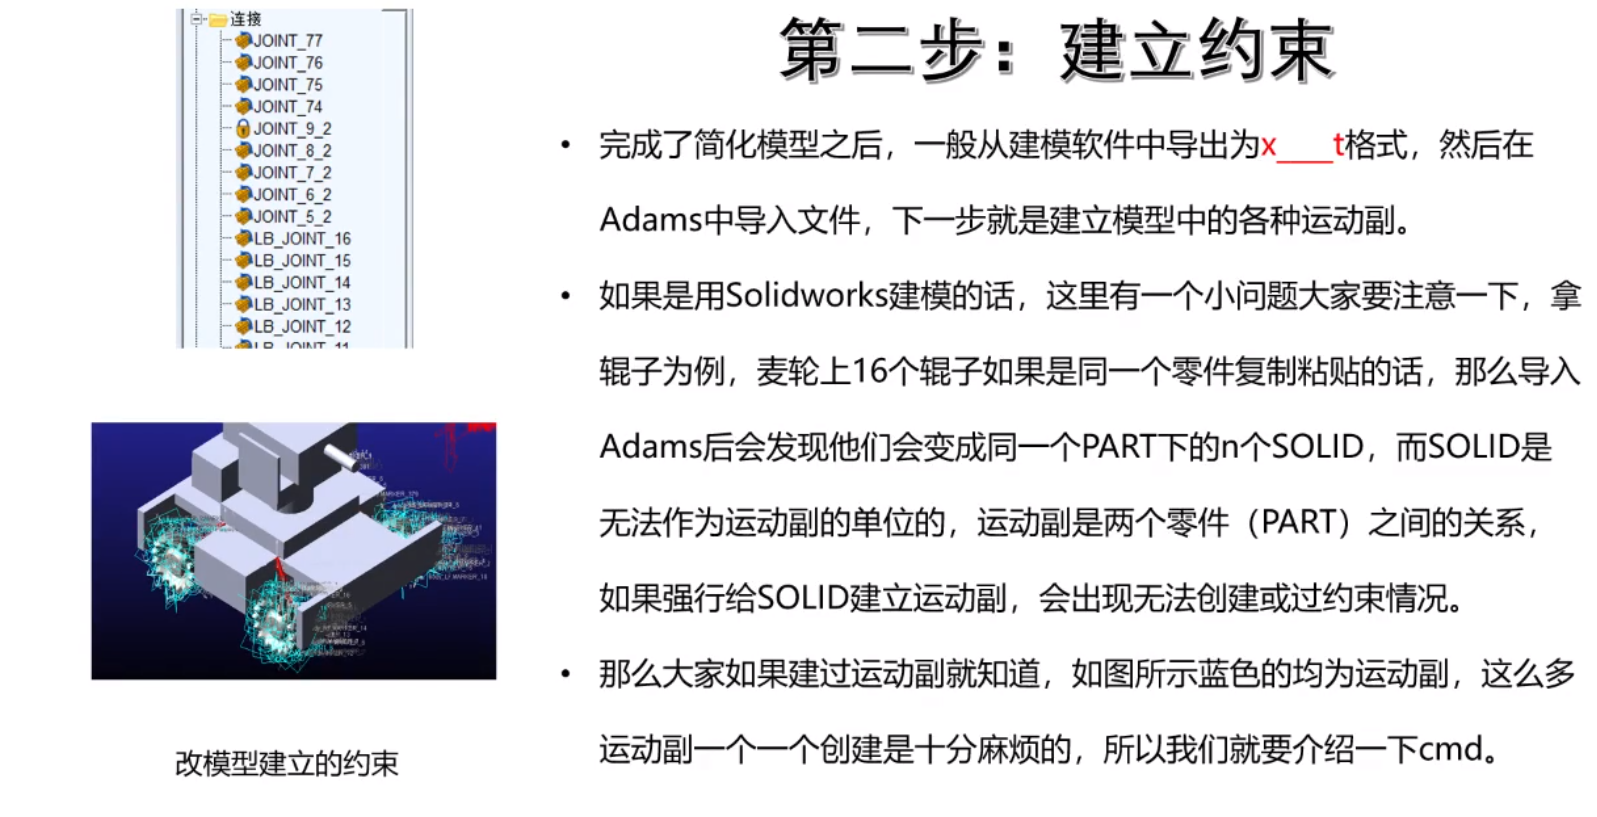 连接
JOINT_77
JOINT_76
JOINT_75
JOINT_74
JOINT_9_2
JOINT_8_2
JOINT_7_2
JOINT_6_2
JOINT_5_2
LB_JOINT_16
LB_JOINT_15
LB_JOINT_14
LB_JOINT_13
LB_JOINT_12
LB_JOINT_11
改模型建立的约束
第二步：建立约束
• 完成了简化模型之后，一般从建模软件中导出为x___t格式，然后在
Adams中导入文件，下一步就是建立模型中的各种运动副。
• 如果是用Solidworks建模的话，这里有一个小问题大家要注意一下，拿
辊子为例，麦轮上16个辊子如果是同一个零件复制粘贴的话，那么导入
Adams后会发现他们会变成同一个PART下的n个SOLID，而SOLID是
无法作为运动副的单位的，运动副是两个零件（PART）之间的关系，
如果强行给SOLID建立运动副，会出现无法创建或过约束情况。
• 那么大家如果建过运动副就知道，如图所示蓝色的均为运动副，这么多
运动副一个一个创建是十分麻烦的，所以我们就要介绍一下cmd。